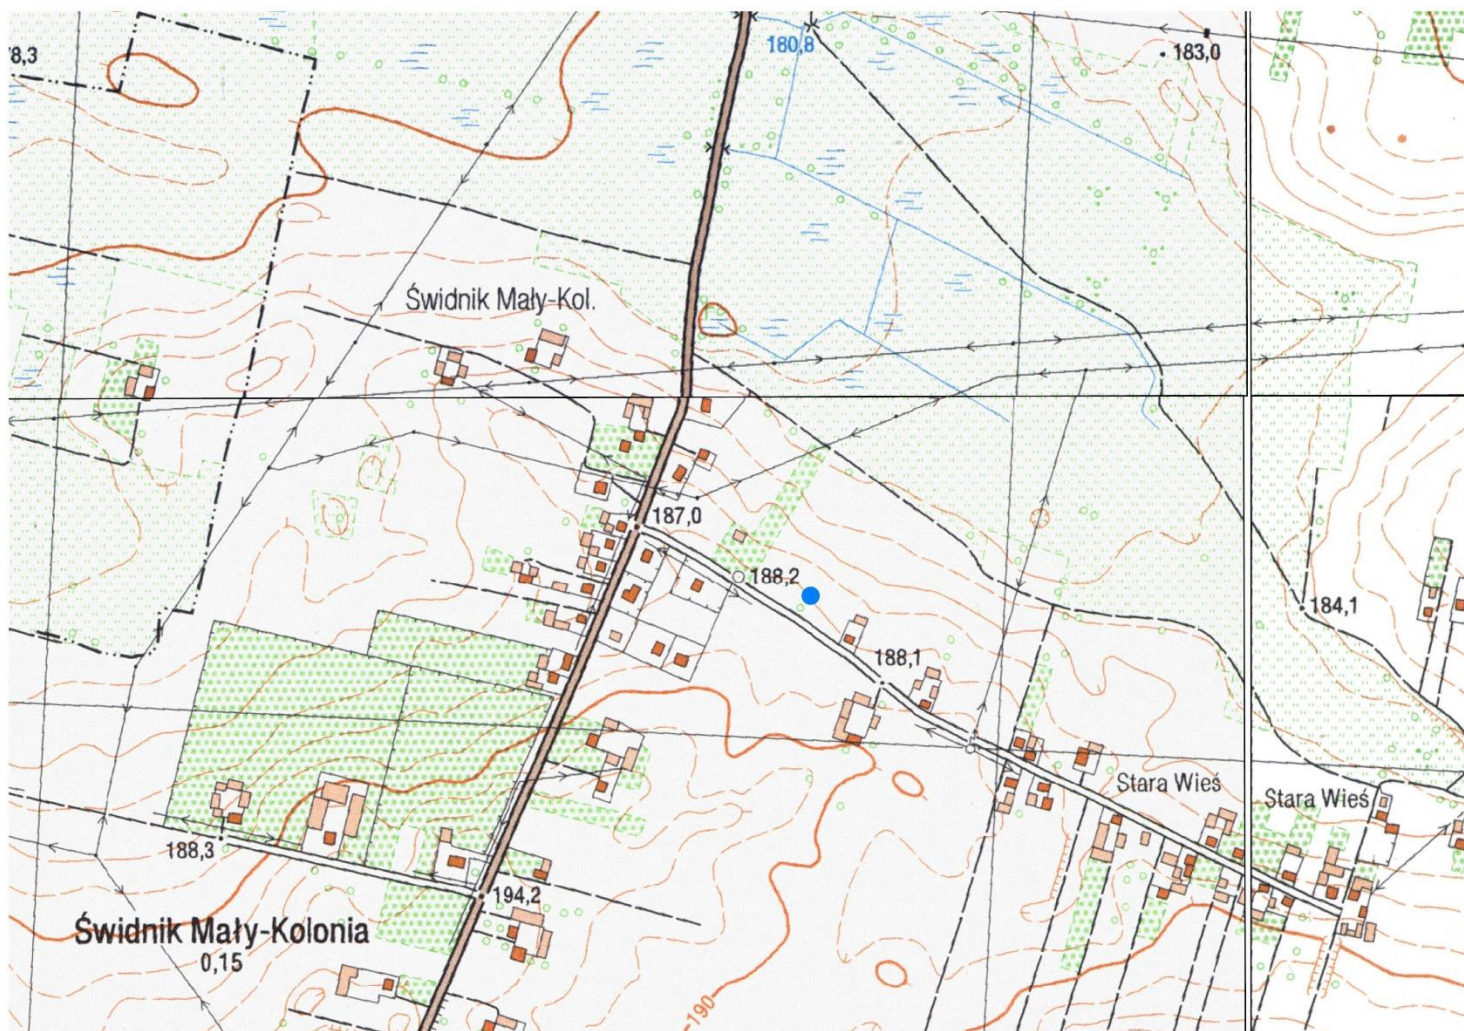 180,8
183,0
8,3
Świdnik Mały-Kol.
187,0
188,2
184,1
188,1
Stara Wieś
Stara Wieś
188,3
194,2
Świdnik Mały-Kolonia
0,15
190